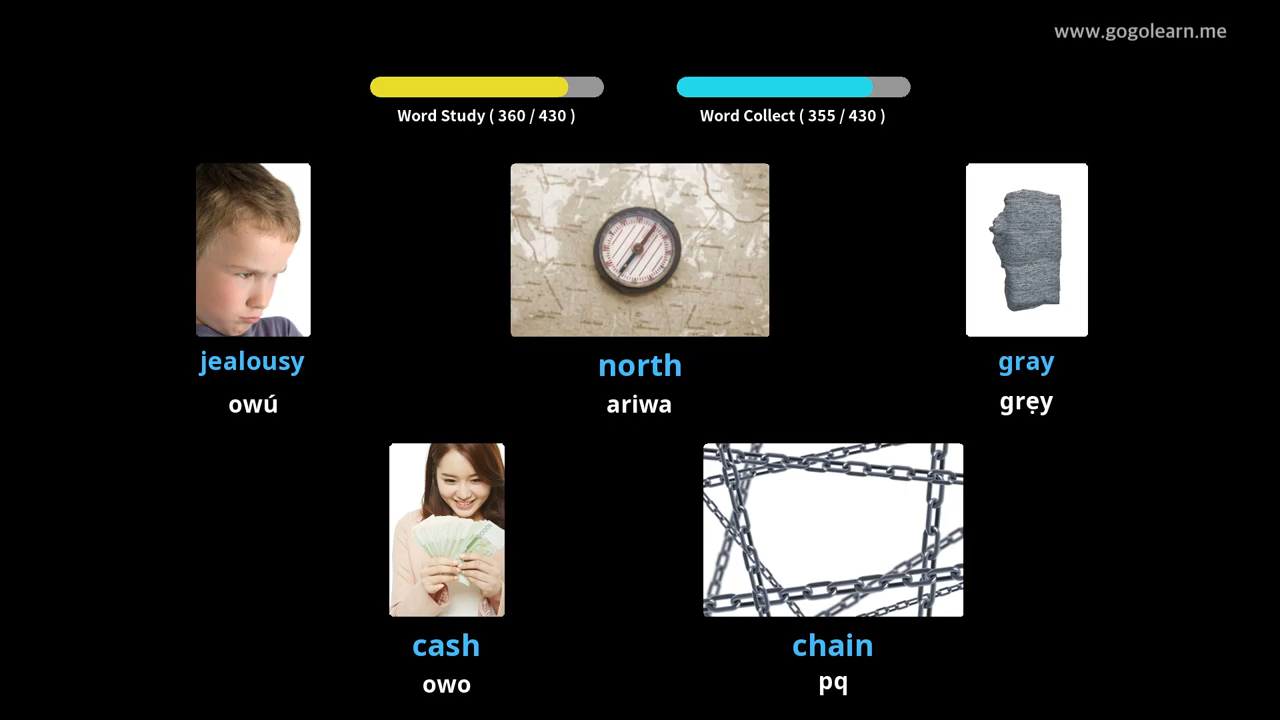 www.gogolearn.me
Word Study ( 360 / 430 )
Word Collect ( 355 / 430 )
jealousy
owú
north
ariwa
gray
grẹy
cash
owo
chain
pq